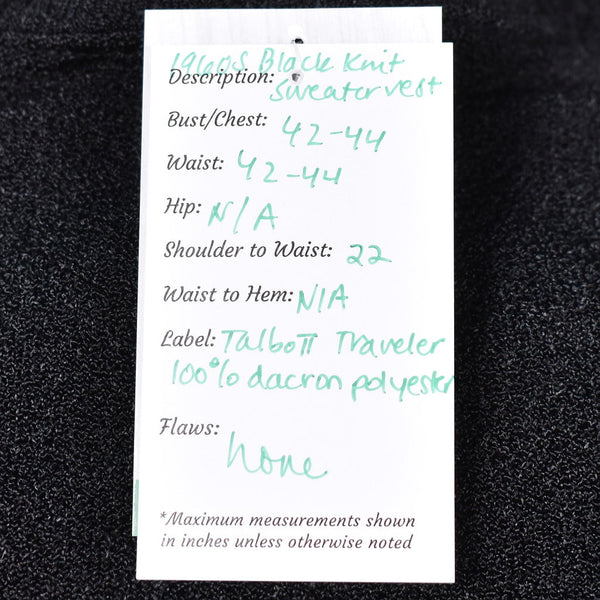 1960s Black Knit
Description: Sweater vest
Bust/Chest: 42-44
Waist: 42-44
Hip: N/A
Shoulder to Waist: 22
Waist to Hem: N/A
Label: Talbott Traveler
100% dacron polyester
Flaws: None
*Maximum measurements shown
in inches unless otherwise noted